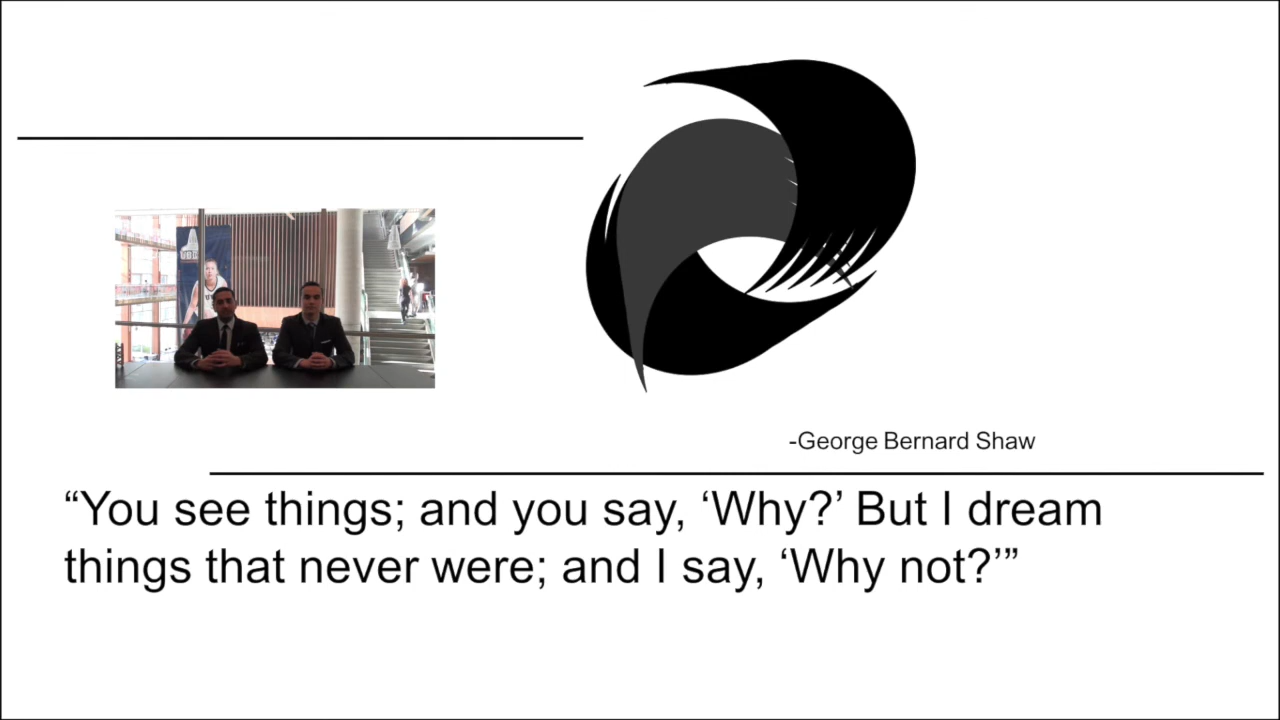 -George Bernard Shaw
“You see things; and you say, ‘Why?’ But I dream
things that never were; and I say, ‘Why not?’”